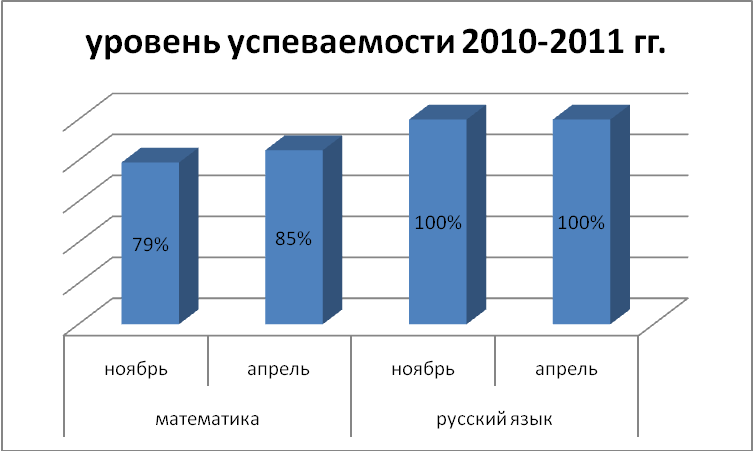 уровень успеваемости 2010-2011 гг.
79%
85%
100%
100%
ноябрь
апрель
ноябрь
апрель
математика
русский язык